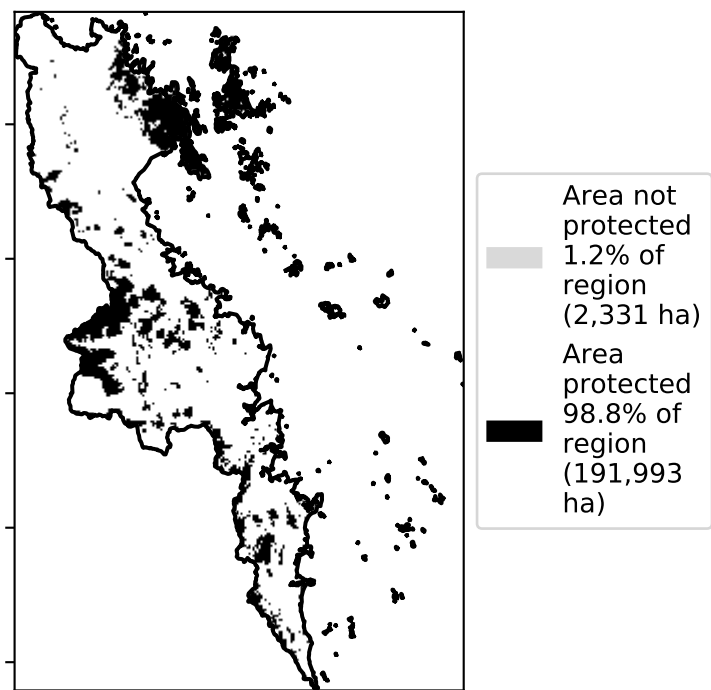 Area not
protected
1.2% of
region
(2,331 ha)
Area
protected
98.8% of
region
(191,993
ha)